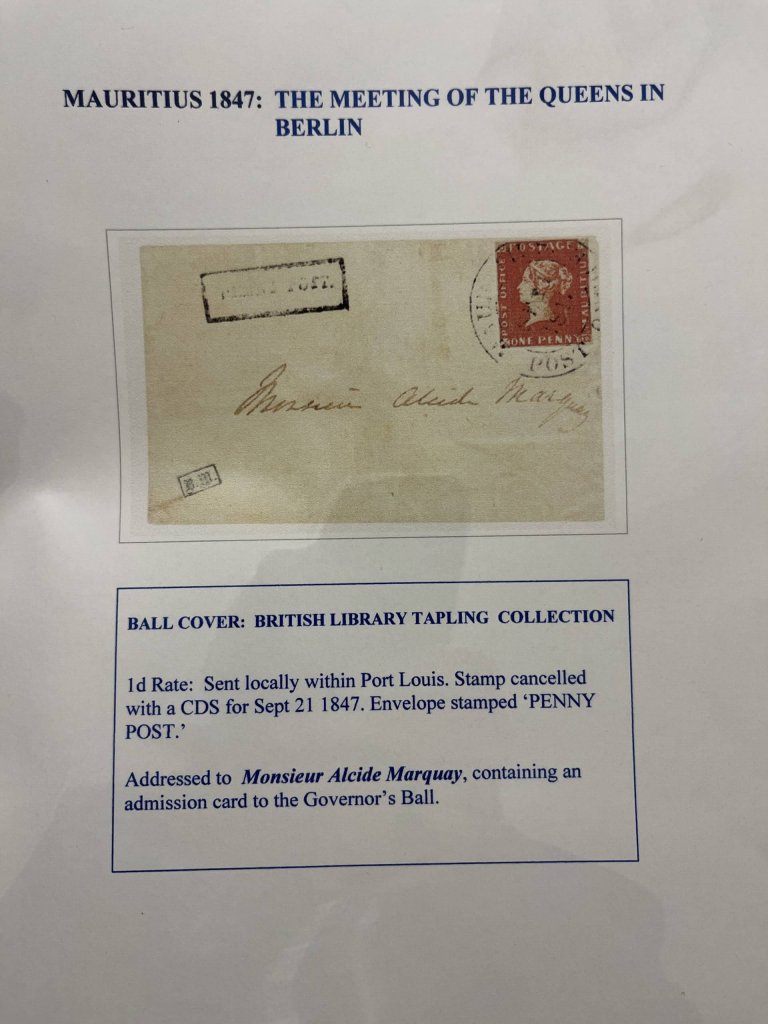 MAURITIUS 1847: THE MEETING OF THE QUEENS IN
BERLIN
PENNY POST.
POSTAGE
POST OFFICE
MAURITIUS
ONE PENNY
POST
Monsieur Alcide Marquay
B.M.
BALL COVER: BRITISH LIBRARY TAPLING COLLECTION
1d Rate: Sent locally within Port Louis. Stamp cancelled
with a CDS for Sept 21 1847. Envelope stamped ‘PENNY
POST.’
Addressed to Monsieur Alcide Marquay, containing an
admission card to the Governor’s Ball.